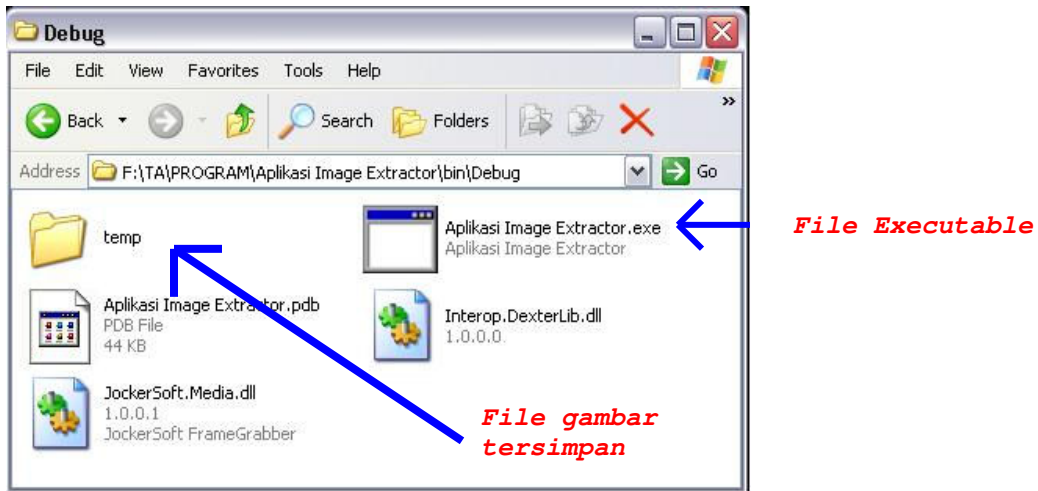 Debug
File Edit View Favorites Tools Help
Back Search Folders »
Address F:\TA\PROGRAM\Aplikasi Image Extractor\bin\Debug Go
temp
Aplikasi Image Extractor.exe
Aplikasi Image Extractor
File Executable
Aplikasi Image Extractor.pdb
PDB File
44 KB
Interop.DexterLib.dll
1.0.0.0
JockerSoft.Media.dll
1.0.0.1
JockerSoft FrameGrabber
File gambar
tersimpan